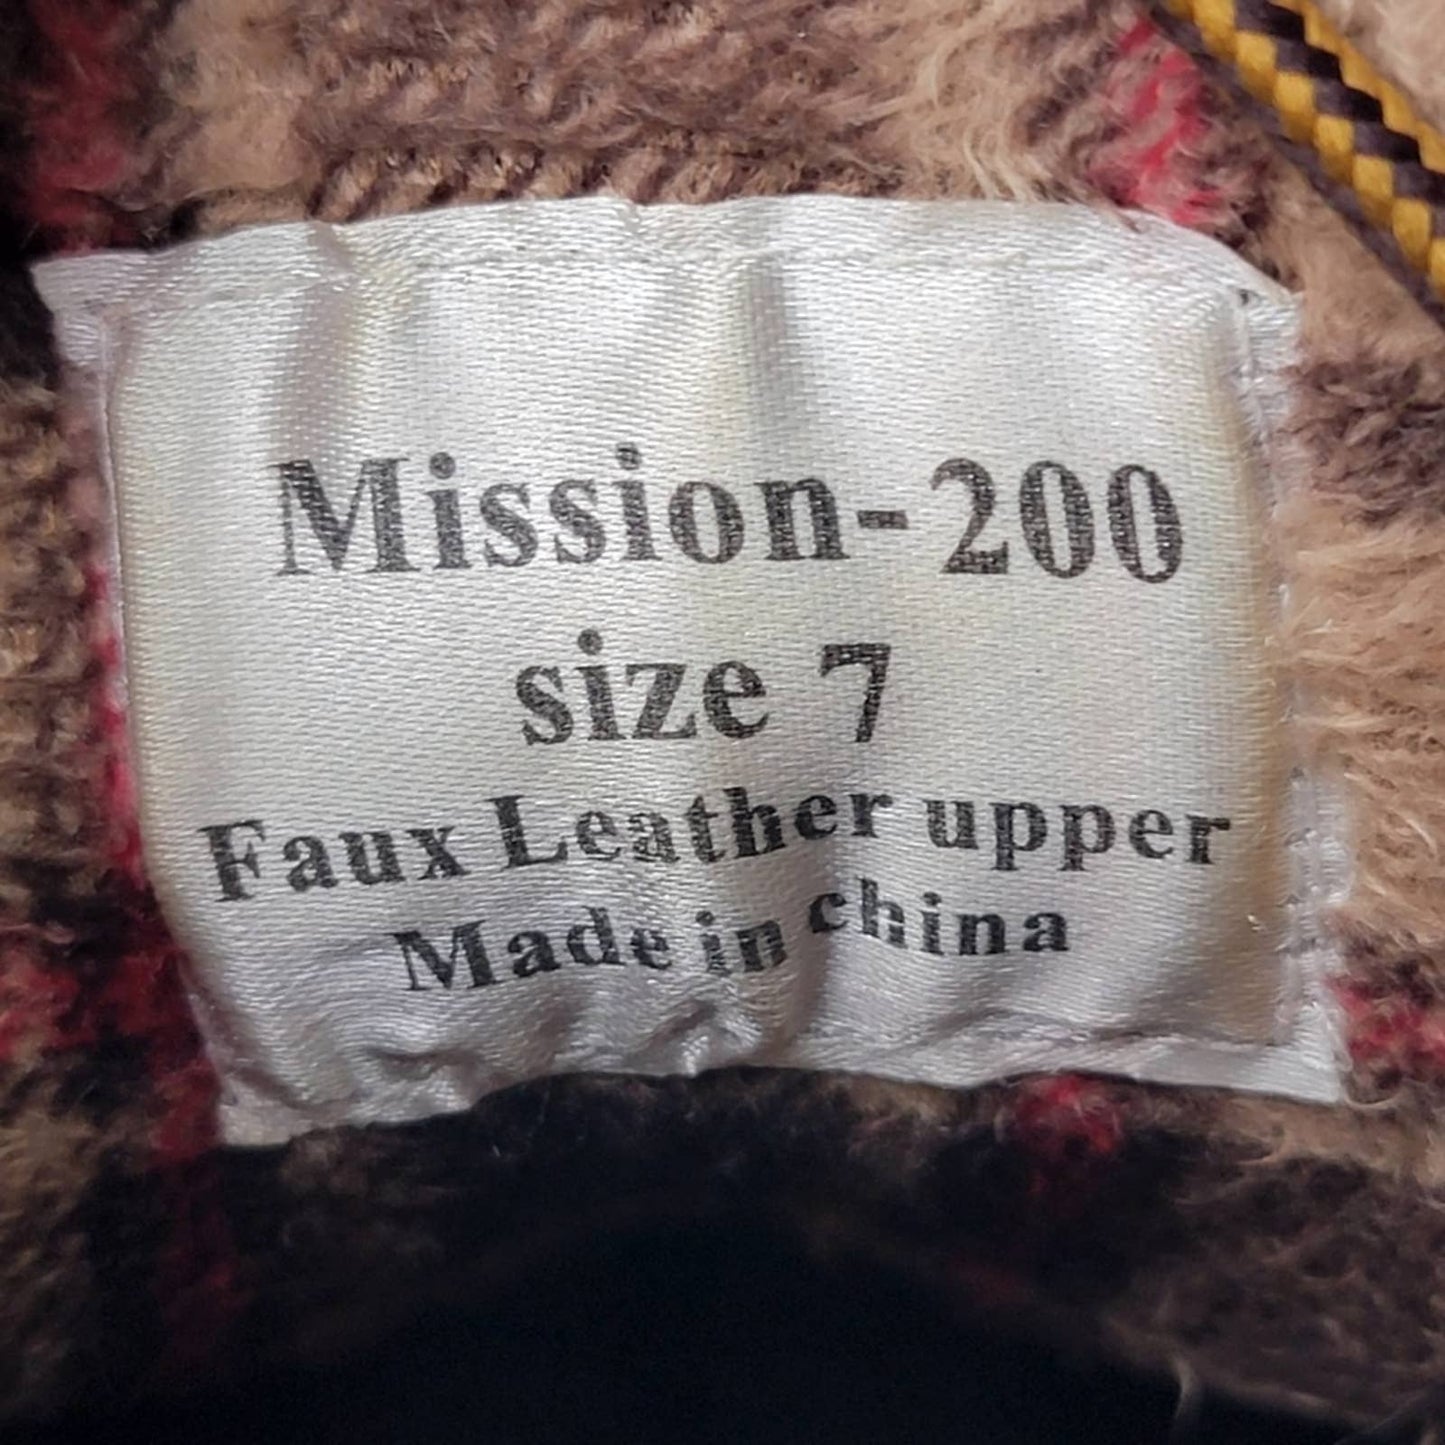 Mission-200
size 7
Faux Leather upper
Made in china